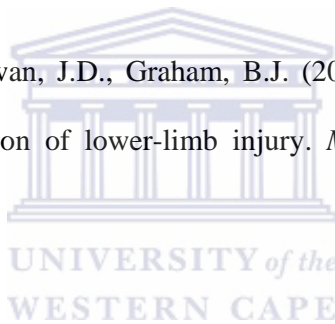 van, J.D., Graham, B.J. (20
on of lower-limb injury.
UNIVERSITY of the
WESTERN CAPE